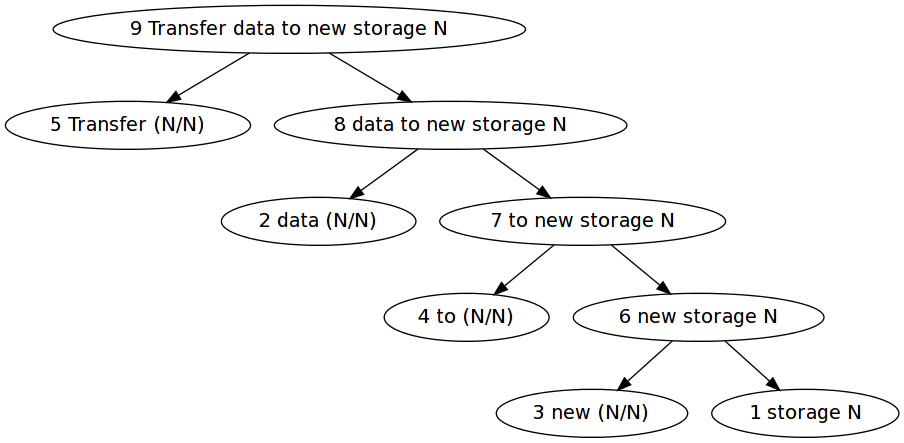 9 Transfer data to new storage N
5 Transfer (N/N)
8 data to new storage N
2 data (N/N)
7 to new storage N
4 to (N/N)
6 new storage N
3 new (N/N)
1 storage N